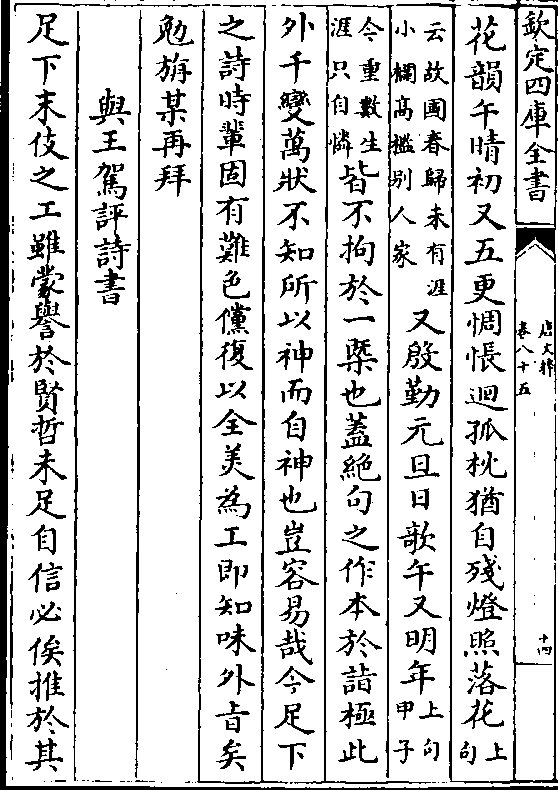 欽定四庫全書
唐文粹
卷八十五
十四
花韻午晴初又五更惆悵迴孤枕猶自殘燈照落花上句
云故國春歸未有涯小欄高檻别人家又殷勤元旦日歌午又明年上句甲子
今重數生涯只自憐皆不拘於一槩也蓋絶句之作本於詣極此
外千變萬狀不知所以神而自神也豈容易哉今足下
之詩時輩固有難色儻復以全美為工即知味外㫖矣
勉旃某再拜
與王駕評詩書
足下末伎之工雖蒙譽於賢哲未足自信必俟推於其